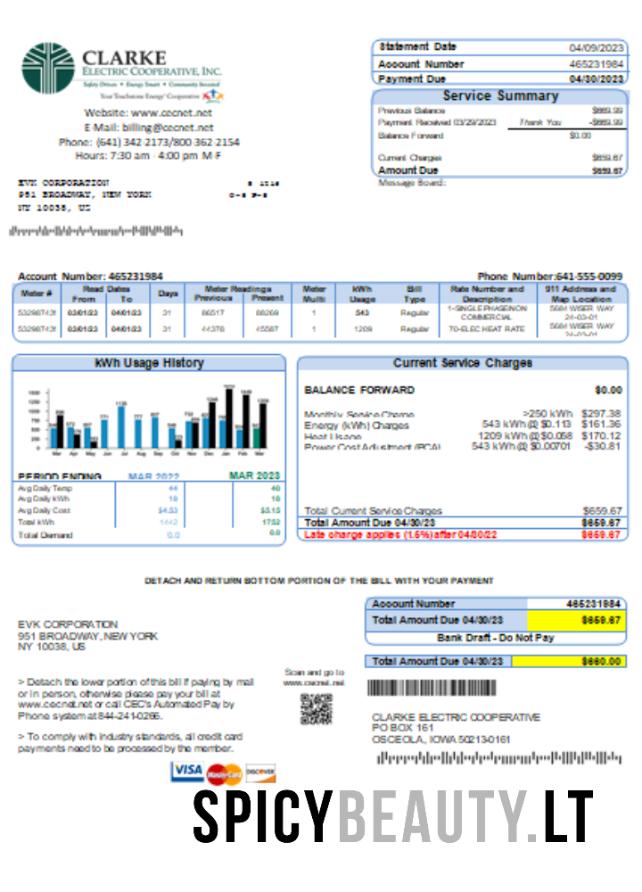 CLARKE
ELECTRIC COOPERATIVE, INC.
Safety Driven • Energy Smart • Community Invested
Your Touchstone Energy® Cooperative
Website: www.cecnet.net
E-Mail: billing@cecnet.net
Phone: (641) 342-2173/800-362-2154
Hours: 7:30 am - 4:00 pm M-F
Statement Date 04/09/2023
Account Number 465231984
Payment Due 04/30/2023
Service Summary
Previous Balance
Payment Received 03/29/2023 Thank You
Balance Forward $0.00
Current Charges $659.67
Amount Due $659.67
Message Board:
EVK CORPORATION
951 BROADWAY, NEW YORK
NY 10038, US
Account Number: 465231984 Phone Number:641-555-0099
Meter # Read Dates From To Days Meter Readings Previous Present Meter Multi kWh Usage Bill Type Rate Number and Description 911 Address and Map Location
03/01/23 04/01/23 31 1 543 Regular 1-SINGLE PHASE/NON COMMERCIAL 5684 WISER WAY 24-03-01
03/01/23 04/01/23 31 44378 45587 1 1209 Regular 70-ELEC HEAT RATE 5684 WISER WAY
kWh Usage History
PERIOD ENDING MAR 2022 MAR 2023
Avg Daily Temp 44
Avg Daily kWh
Avg Daily Cost $4.53 $5.15
Total kWh 1442 1752
Total Demand 0.0 0.0
Current Service Charges
BALANCE FORWARD $0.00
Monthly Service Charge >250 kWh $297.38
Energy (kWh) Charges 543 kWh @ $0.113 $161.36
Heat Usage 1209 kWh @ $0.058 $170.12
Power Cost Adjustment (PCA) 543 kWh @ $0.00701 -$30.81
Total Current Service Charges $659.67
Total Amount Due 04/30/23 $659.67
Late charge applies (1.5%) after 04/30/22 $659.67
DETACH AND RETURN BOTTOM PORTION OF THE BILL WITH YOUR PAYMENT
EVK CORPORATION
951 BROADWAY, NEW YORK
NY 10038, US
Account Number 465231984
Total Amount Due 04/30/23 $659.67
Bank Draft - Do Not Pay
Total Amount Due 04/30/23 $660.00
> Detach the lower portion of this bill if paying by mail
or in person, otherwise please pay your bill at
www.cecnet.net or call CEC's Automated Pay by
Phone system at 844-241-0266.
> To comply with industry standards, all credit card
payments need to be processed by the member.
Scan and go to
www.cecnet.net
VISA MasterCard DISCOVER
CLARKE ELECTRIC COOPERATIVE
PO BOX 161
OSCEOLA, IOWA 50213-0161
SPICYBEAUTY.LT